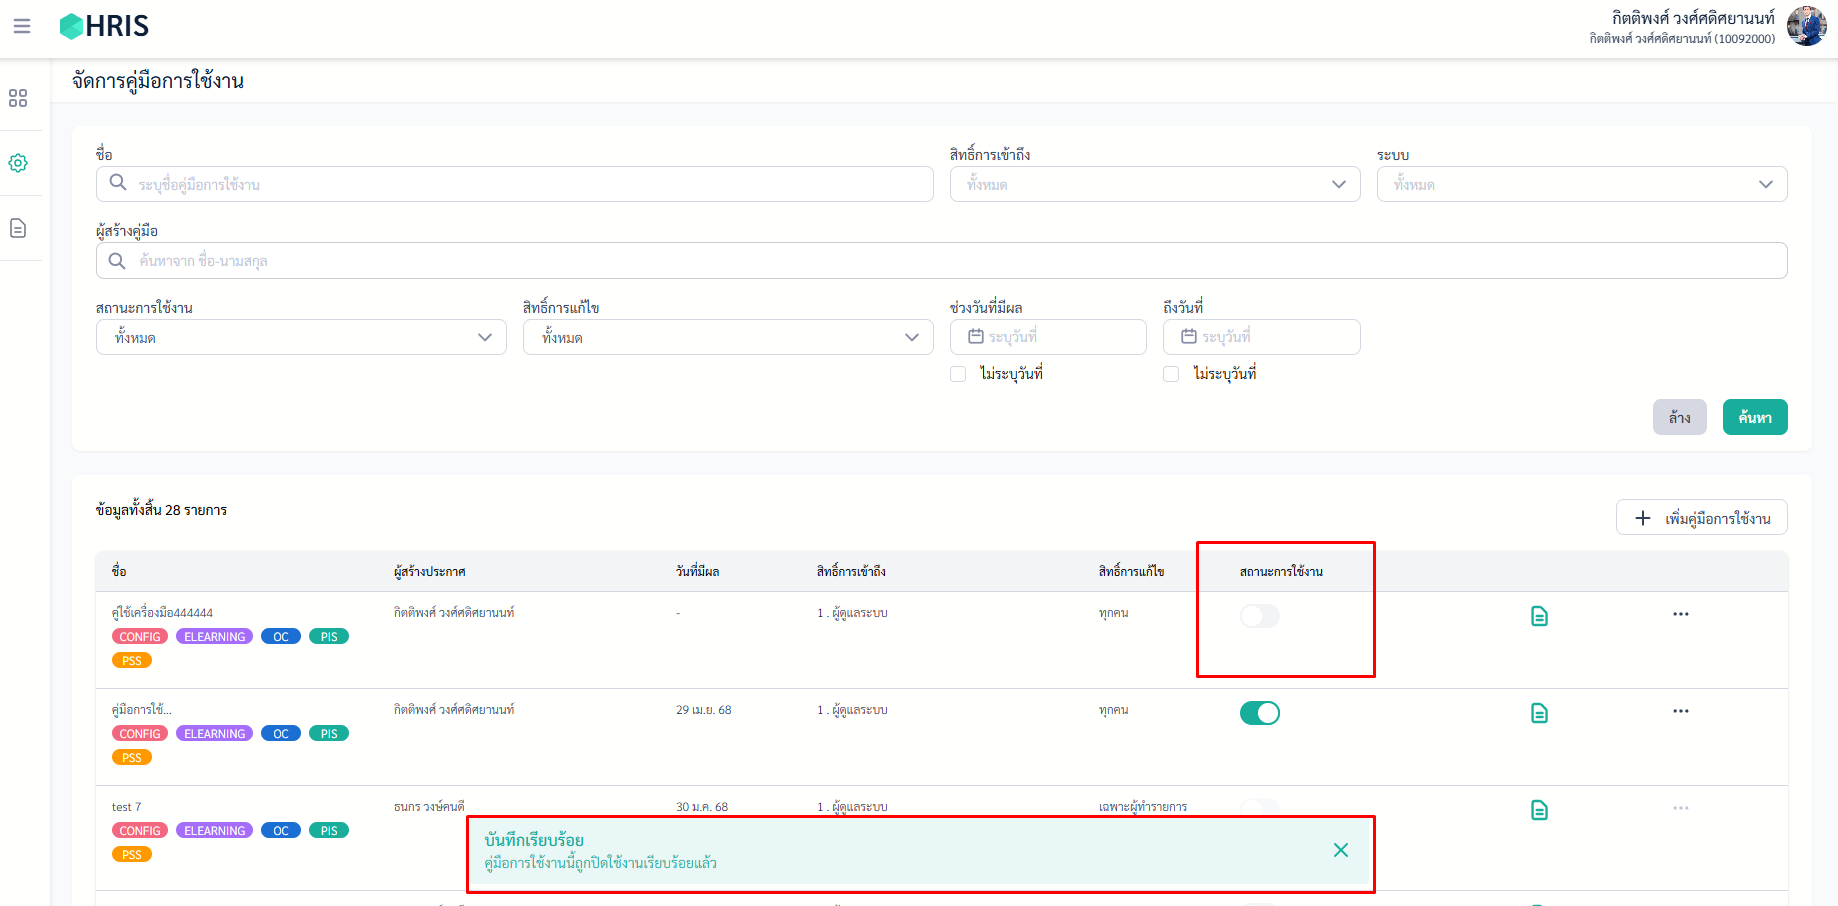 HRIS
กิตติพงศ์ วงศ์ศดิศยานนท์
กิตติพงศ์ วงศ์ศดิศยานนท์ (10092000)
จัดการคู่มือการใช้งาน
ชื่อ
สิทธิ์การเข้าถึง
ระบบ
ระบุชื่อคู่มือการใช้งาน
ทั้งหมด
ทั้งหมด
ผู้สร้างคู่มือ
ค้นหาจาก ชื่อ-นามสกุล
สถานะการใช้งาน
สิทธิ์การแก้ไข
ช่วงวันที่มีผล
ถึงวันที่
ทั้งหมด
ทั้งหมด
ระบุวันที่
ระบุวันที่
ไม่ระบุวันที่
ไม่ระบุวันที่
ล้าง
ค้นหา
ข้อมูลทั้งสิ้น 28 รายการ
เพิ่มคู่มือการใช้งาน
ชื่อ ผู้สร้างประกาศ วันที่มีผล สิทธิ์การเข้าถึง สิทธิ์การแก้ไข สถานะการใช้งาน
คู่ใช้เครื่องมือ444444 กิตติพงศ์ วงศ์ศดิศยานนท์ - 1 . ผู้ดูแลระบบ ทุกคน
CONFIG ELEARNING OC PIS
PSS
คู่มือการใช้... กิตติพงศ์ วงศ์ศดิศยานนท์ 29 เม.ย. 68 1 . ผู้ดูแลระบบ ทุกคน
CONFIG ELEARNING OC PIS
PSS
test 7 ธนกร วงษ์คนดี 30 ม.ค. 68 1 . ผู้ดูแลระบบ เฉพาะผู้ทำรายการ
CONFIG ELEARNING OC PIS
PSS
บันทึกเรียบร้อย
คู่มือการใช้งานนี้ถูกปิดใช้งานเรียบร้อยแล้ว